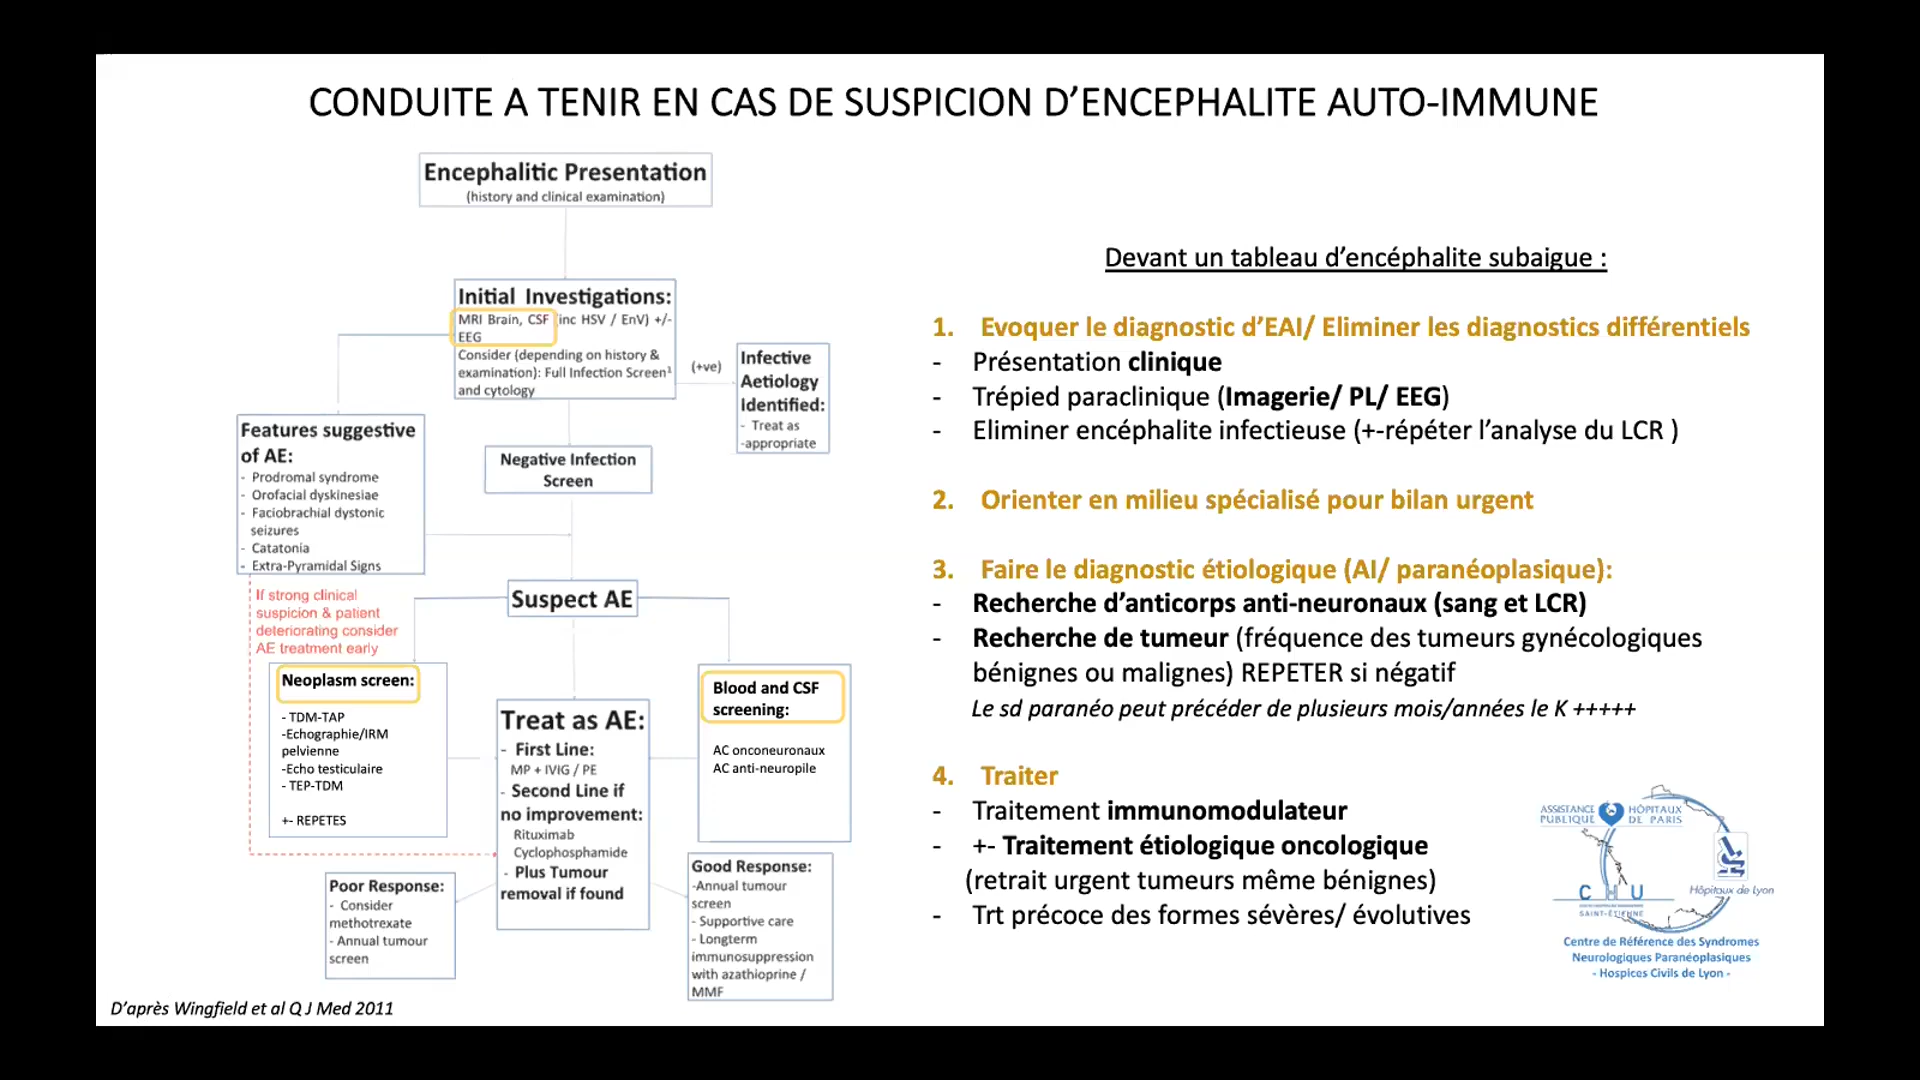 CONDUITE A TENIR EN CAS DE SUSPICION D'ENCEPHALITE AUTO-IMMUNE
Encephalitic Presentation
(history and clinical examination)
Initial Investigations:
MRI Brain, CSF (inc HSV / EnV) +/-
EEG
Consider (depending on history &
examination): Full Infection Screen¹
and cytology
(+ve)
Infective
Aetiology
Identified:
- Treat as
-appropriate
Features suggestive
of AE:
- Prodromal syndrome
- Orofacial dyskinesiae
- Faciobrachial dystonic
seizures
- Catatonia
- Extra-Pyramidal Signs
Negative Infection
Screen
If strong clinical
suspicion & patient
deteriorating consider
AE treatment early
Suspect AE
Neoplasm screen:
- TDM-TAP
-Echographie/IRM
pelvienne
-Echo testiculaire
- TEP-TDM
+- REPETES
Treat as AE:
- First Line:
MP + IVIG / PE
- Second Line if
no improvement:
Rituximab
Cyclophosphamide
- Plus Tumour
removal if found
Blood and CSF
screening:
AC onconeuronaux
AC anti-neuropile
Poor Response:
- Consider
methotrexate
- Annual tumour
screen
Good Response:
-Annual tumour
screen
- Supportive care
- Longterm
immunosuppression
with azathioprine /
MMF
D'après Wingfield et al Q J Med 2011
Devant un tableau d'encéphalite subaigue :
1. Evoquer le diagnostic d'EAI/ Eliminer les diagnostics différentiels
- Présentation clinique
- Trépied paraclinique (Imagerie/ PL/ EEG)
- Eliminer encéphalite infectieuse (+-répéter l'analyse du LCR )
2. Orienter en milieu spécialisé pour bilan urgent
3. Faire le diagnostic étiologique (AI/ paranéoplasique):
- Recherche d'anticorps anti-neuronaux (sang et LCR)
- Recherche de tumeur (fréquence des tumeurs gynécologiques
bénignes ou malignes) REPETER si négatif
Le sd paranéo peut précéder de plusieurs mois/années le K +++++
4. Traiter
- Traitement immunomodulateur
- +- Traitement étiologique oncologique
(retrait urgent tumeurs même bénignes)
- Trt précoce des formes sévères/ évolutives
ASSISTANCE PUBLIQUE
HÔPITAUX DE PARIS
CHU
SAINT-ÉTIENNE
Hôpitaux de Lyon
Centre de Référence des Syndromes
Neurologiques Paranéoplasiques
- Hospices Civils de Lyon -